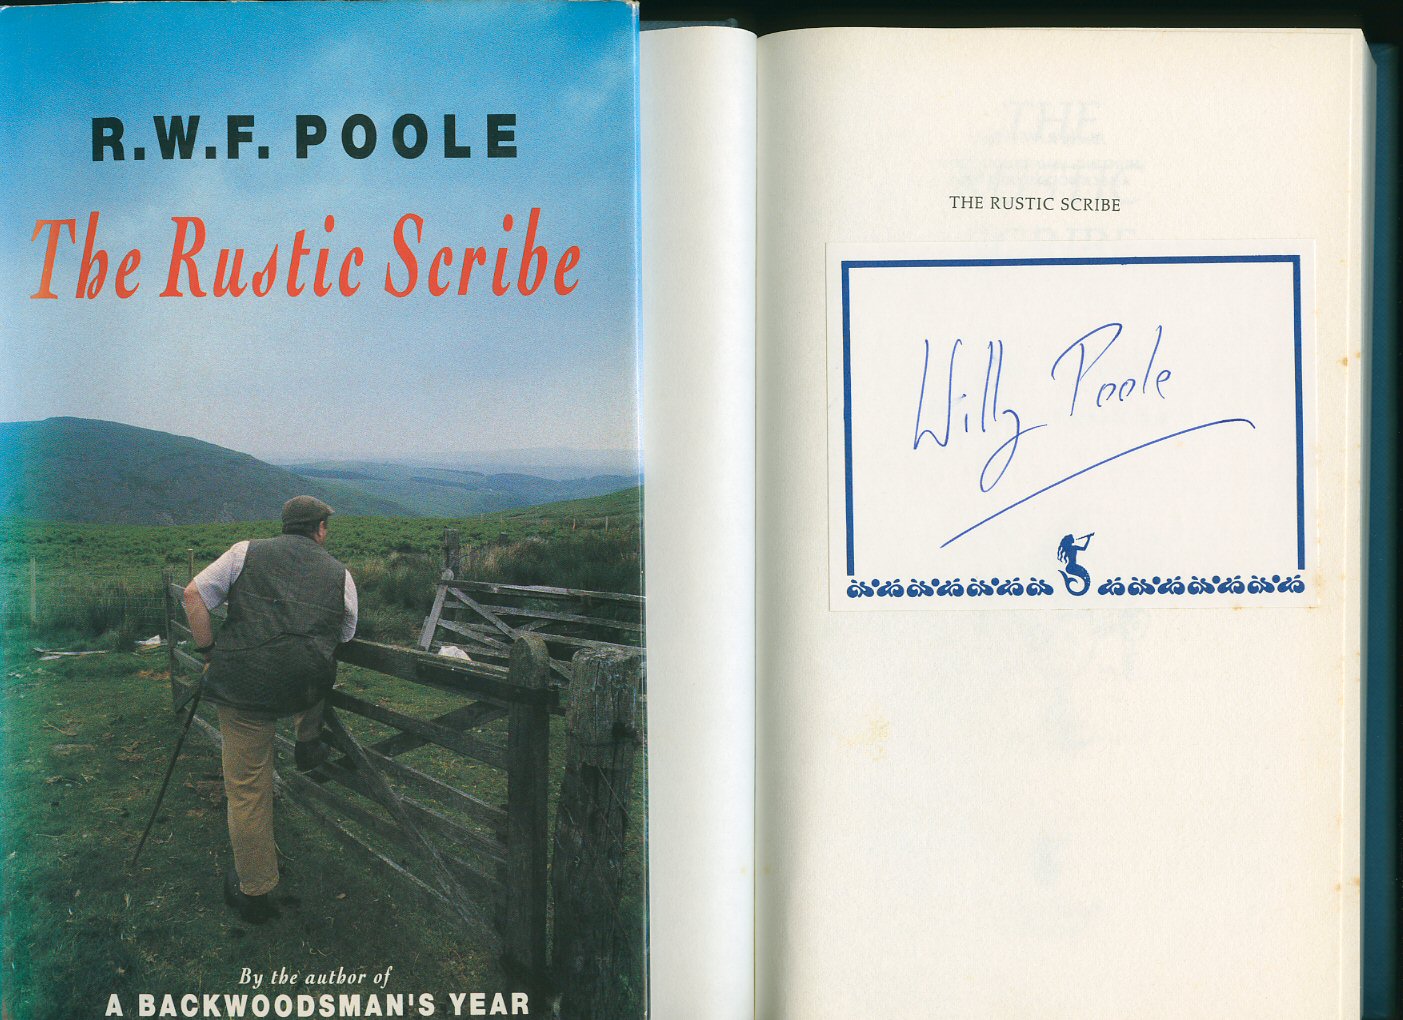 R.W.F. POOLE
The Rustic Scribe
By the author of
A BACKWOODSMAN'S YEAR
THE RUSTIC SCRIBE
Willy Poole